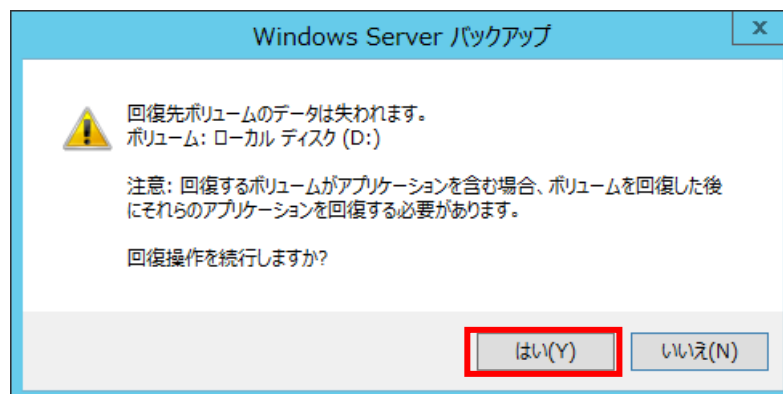 Windows Server バックアップ
x
回復先ボリュームのデータは失われます。
ボリューム: ローカル ディスク (D:)
注意: 回復するボリュームがアプリケーションを含む場合、ボリュームを回復した後
にそれらのアプリケーションを回復する必要があります。
回復操作を続行しますか?
はい(Y)
いいえ(N)